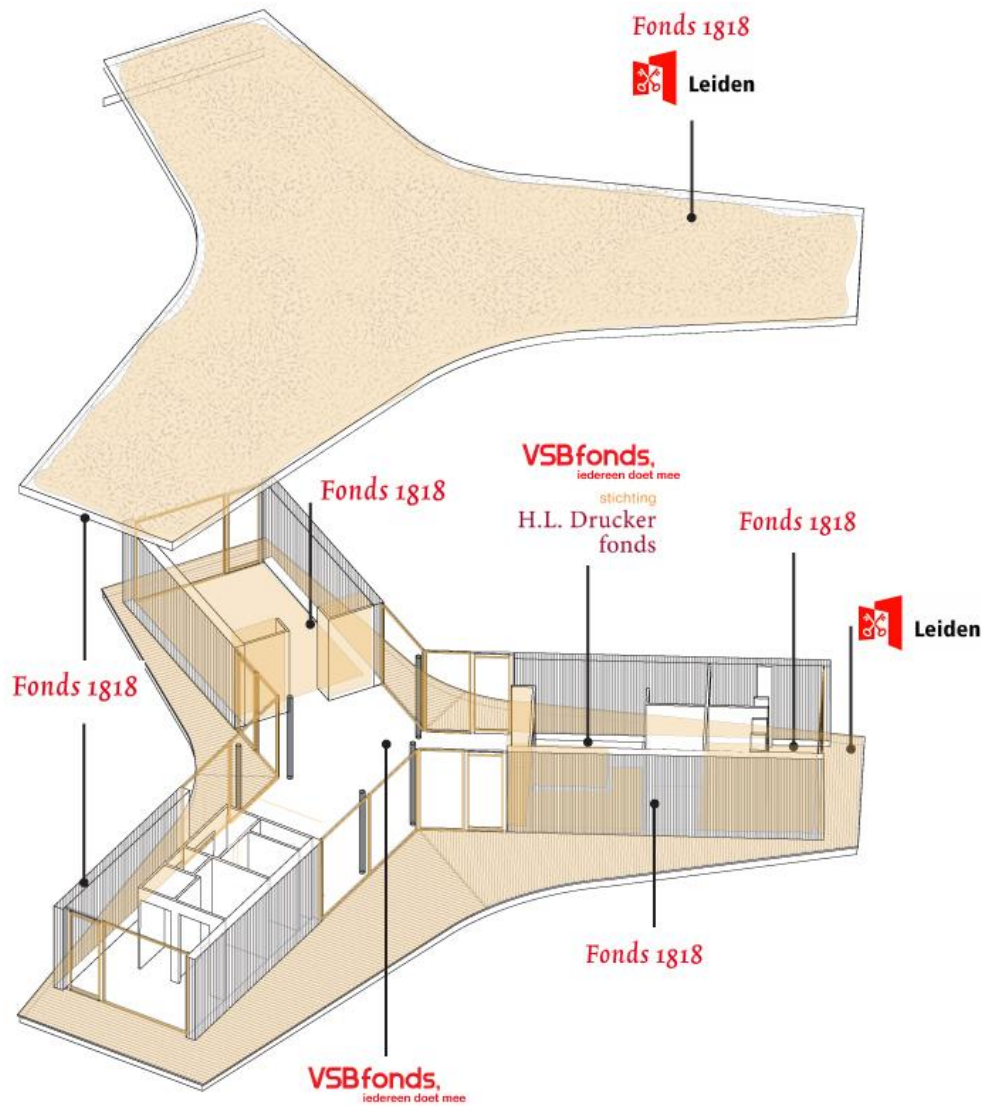 Fonds 1818
Leiden
VSBfonds,
iedereen doet mee
stichting
H.L. Drucker
fonds
Fonds 1818
Fonds 1818
Leiden
Fonds 1818
Fonds 1818
VSBfonds,
iedereen doet mee